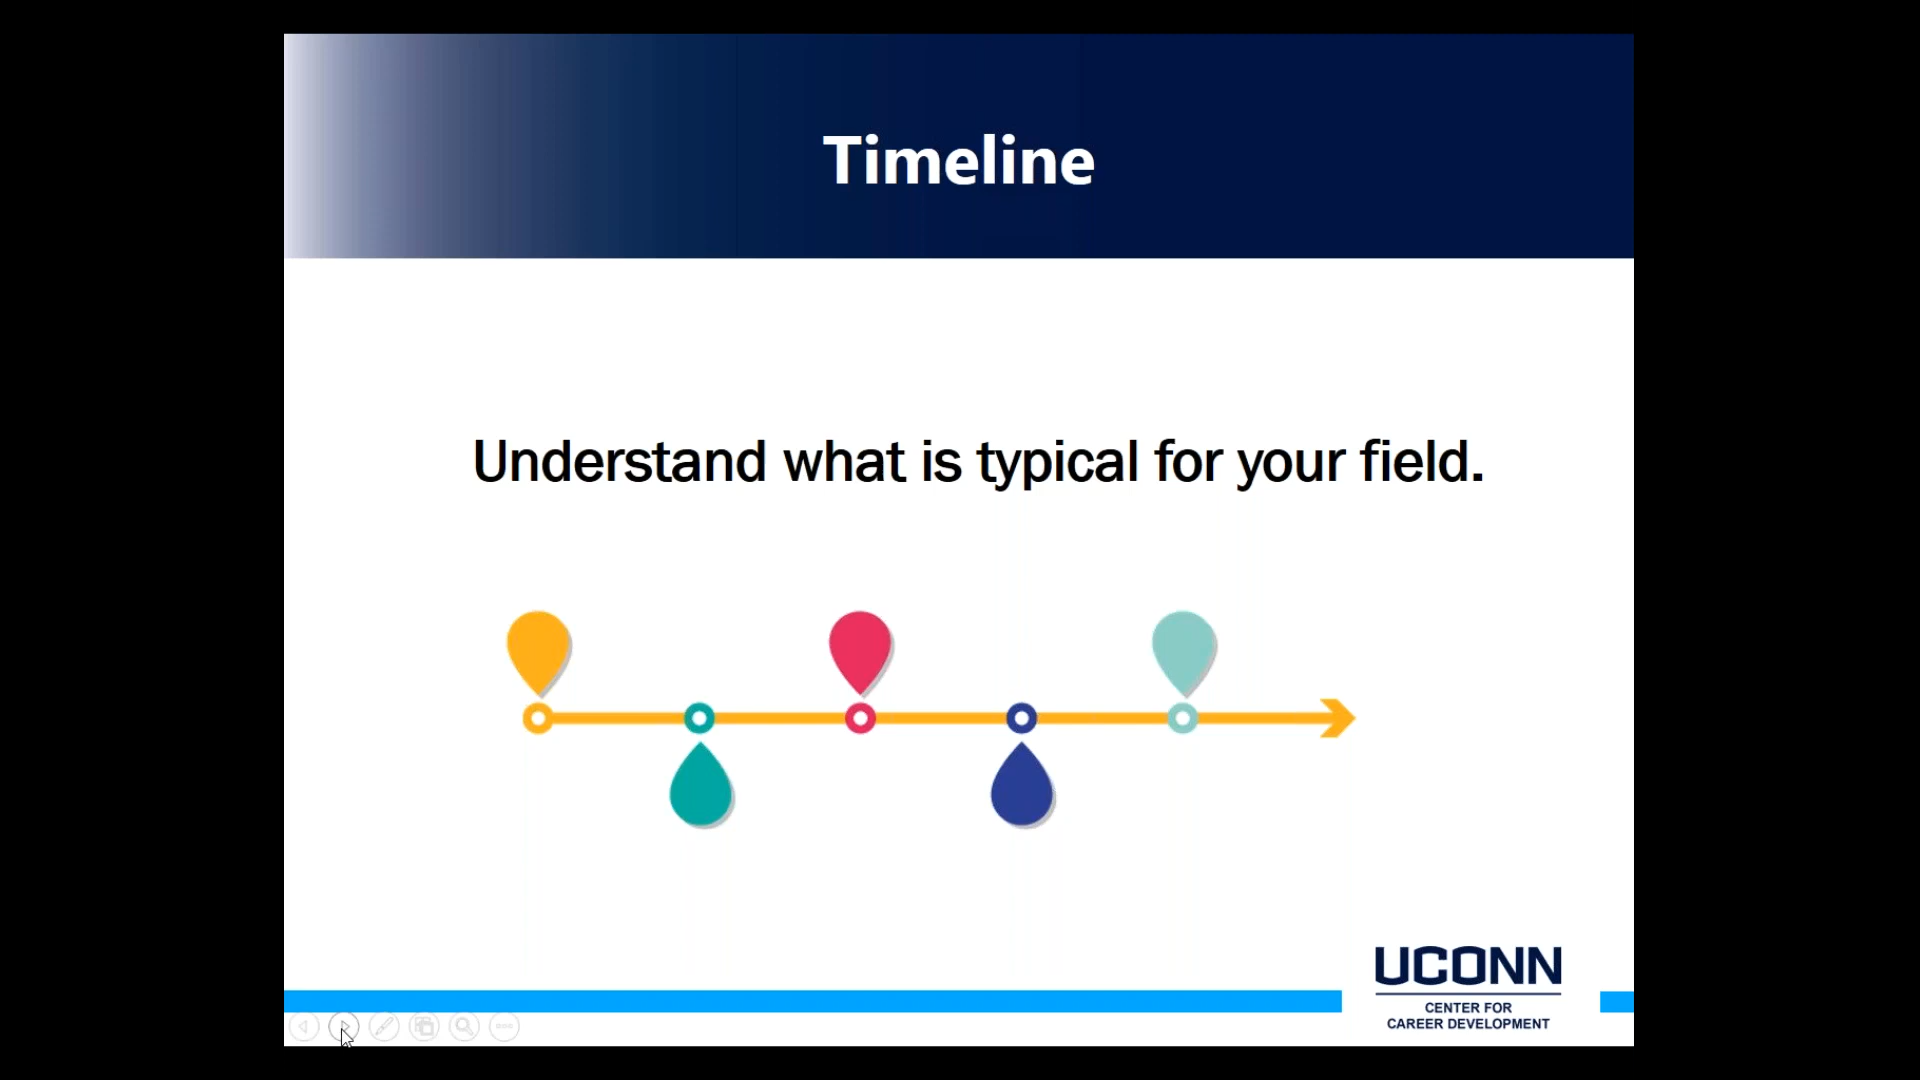 Timeline
Understand what is typical for your field.
UCONN
CENTER FOR
CAREER DEVELOPMENT